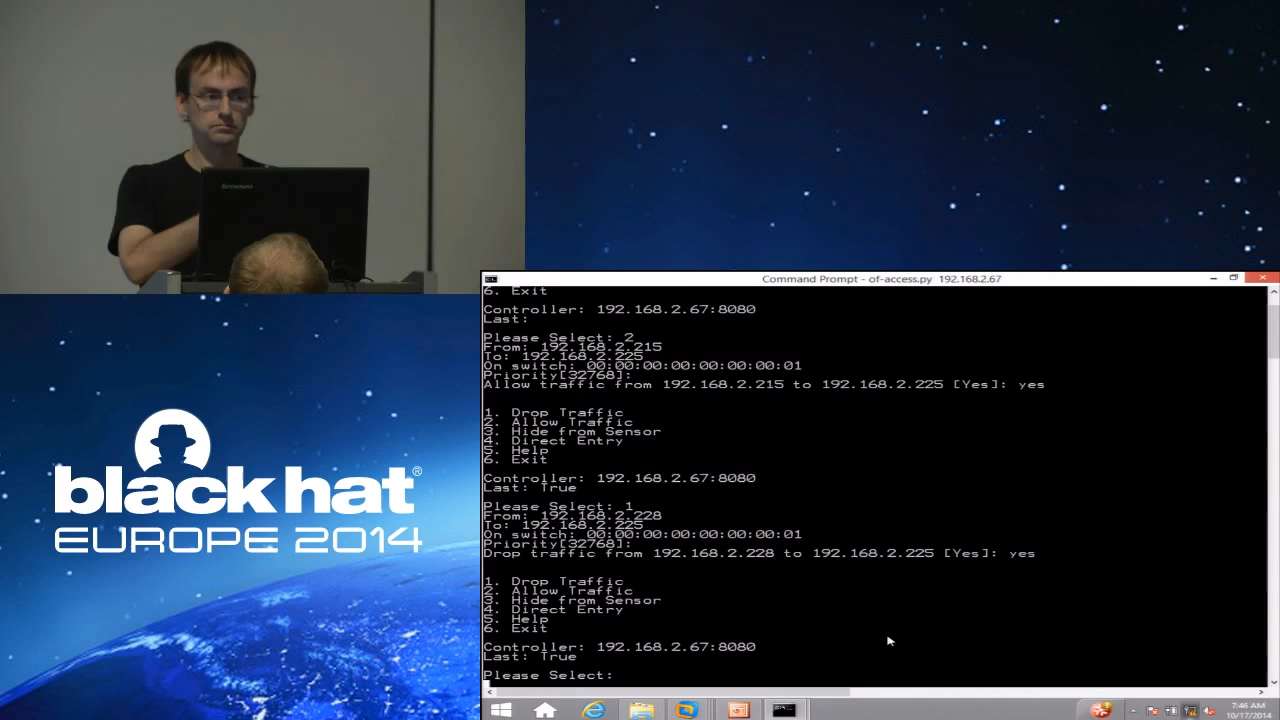 lenovo
Command Prompt - of-access.py 192.168.2.67
6. Exit
Controller: 192.168.2.67:8080
Last:
Please Select: 2
From: 192.168.2.215
To: 192.168.2.225
On switch: 00:00:00:00:00:00:00:01
Priority[32768]:
Allow traffic from 192.168.2.215 to 192.168.2.225 [Yes]: yes
1. Drop Traffic
2. Allow Traffic
3. Hide from Sensor
4. Direct Entry
5. Help
6. Exit
Controller: 192.168.2.67:8080
Last: True
Please Select: 1
From: 192.168.2.228
To: 192.168.2.225
On switch: 00:00:00:00:00:00:00:01
Priority[32768]:
Drop traffic from 192.168.2.228 to 192.168.2.225 [Yes]: yes
1. Drop Traffic
2. Allow Traffic
3. Hide from Sensor
4. Direct Entry
5. Help
6. Exit
Controller: 192.168.2.67:8080
Last: True
Please Select:
black hat®
EUROPE 2014
7:46 AM
10/17/2014